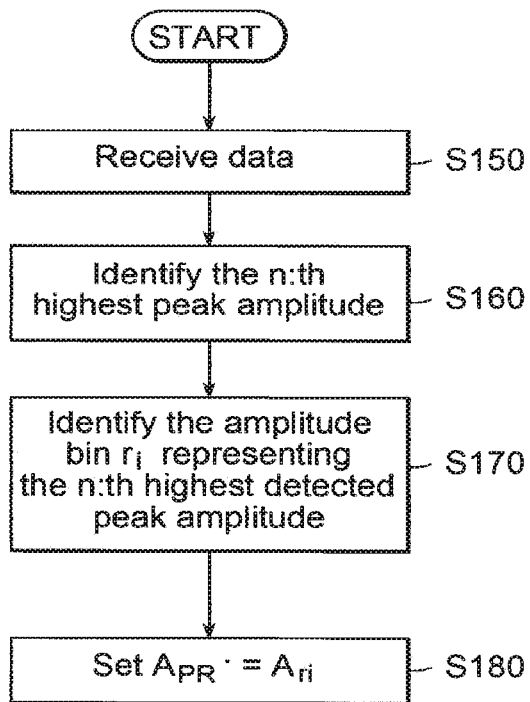 START
Receive data
S150
Identify the n:th
highest peak amplitude
S160
Identify the amplitude
bin rᵢ representing
the n:th highest detected
peak amplitude
S170
Set A_PR · = A_ri
S180